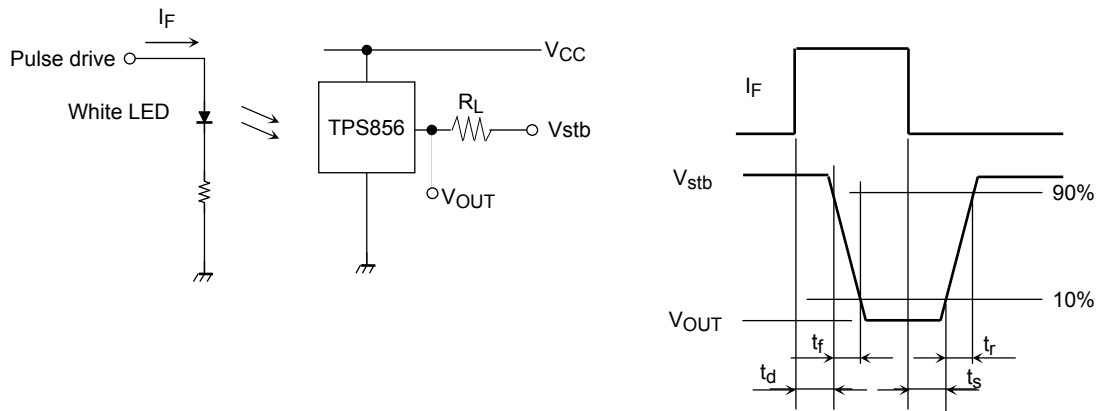 IF
Pulse drive
White LED
VCC
TPS856
RL
Vstb
VOUT
IF
Vstb
90%
10%
VOUT
tf
tr
td
ts